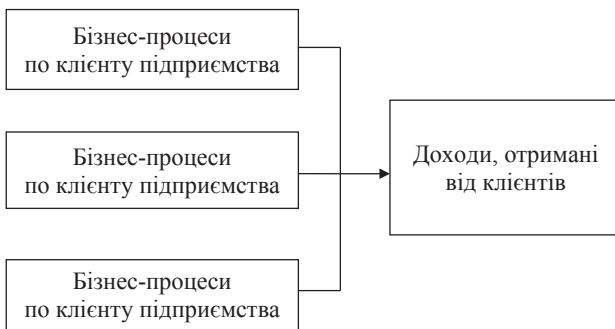 Бізнес-процеси
по клієнту підприємства
Бізнес-процеси
по клієнту підприємства
Доходи, отримані
від клієнтів
Бізнес-процеси
по клієнту підприємства